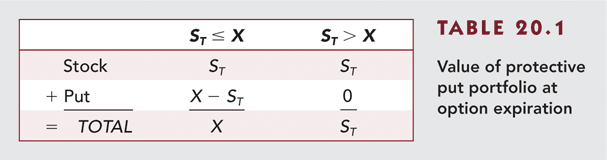 S_T ≤ X S_T > X
Stock S_T S_T
+ Put X − S_T 0
= TOTAL X S_T
TABLE 20.1
Value of protective
put portfolio at
option expiration